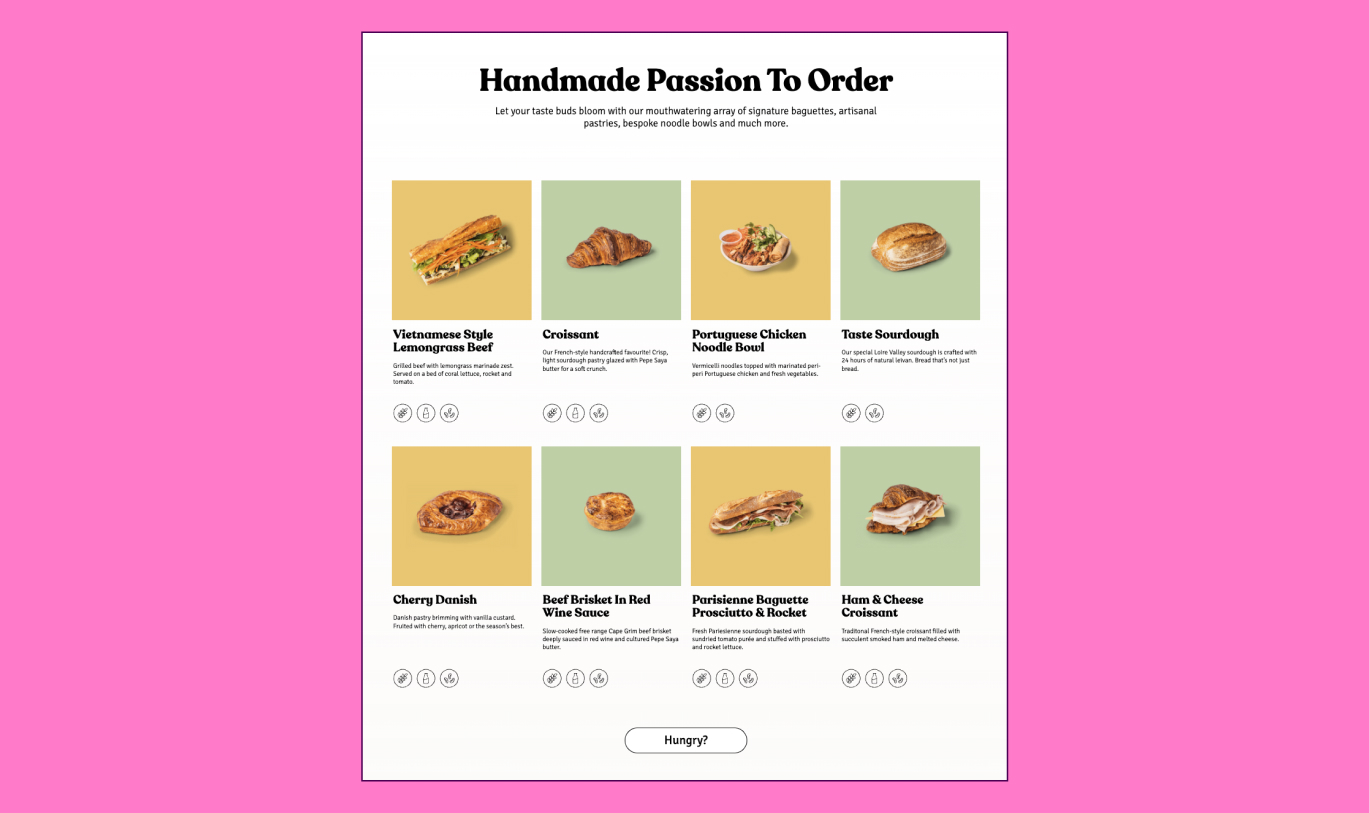 Handmade Passion To Order
Let your taste buds bloom with our mouthwatering array of signature baguettes, artisanal
pastries, bespoke noodle bowls and much more.
Vietnamese Style
Lemongrass Beef
Grilled beef with lemongrass marinade zest.
Served on a bed of coral lettuce, rocket and
tomato.
Croissant
Our French-style handcrafted favourite! Crisp,
light sourdough pastry glazed with Pepe Saya
butter for a soft crunch.
Portuguese Chicken
Noodle Bowl
Vermicelli noodles topped with marinated peri-
peri Portuguese chicken and fresh vegetables.
Taste Sourdough
Our special Loire Valley sourdough is crafted with
24 hours of natural leivan. Bread that's not just
bread.
Cherry Danish
Danish pastry brimming with vanilla custard.
Fruited with cherry, apricot or the season's best.
Beef Brisket In Red
Wine Sauce
Slow-cooked free range Cape Grim beef brisket
deeply sauced in red wine and cultured Pepe Saya
butter.
Parisienne Baguette
Prosciutto & Rocket
Fresh Pariesienne sourdough basted with
sundried tomato purée and stuffed with prosciutto
and rocket lettuce.
Ham & Cheese
Croissant
Traditonal French-style croissant filled with
succulent smoked ham and melted cheese.
Hungry?